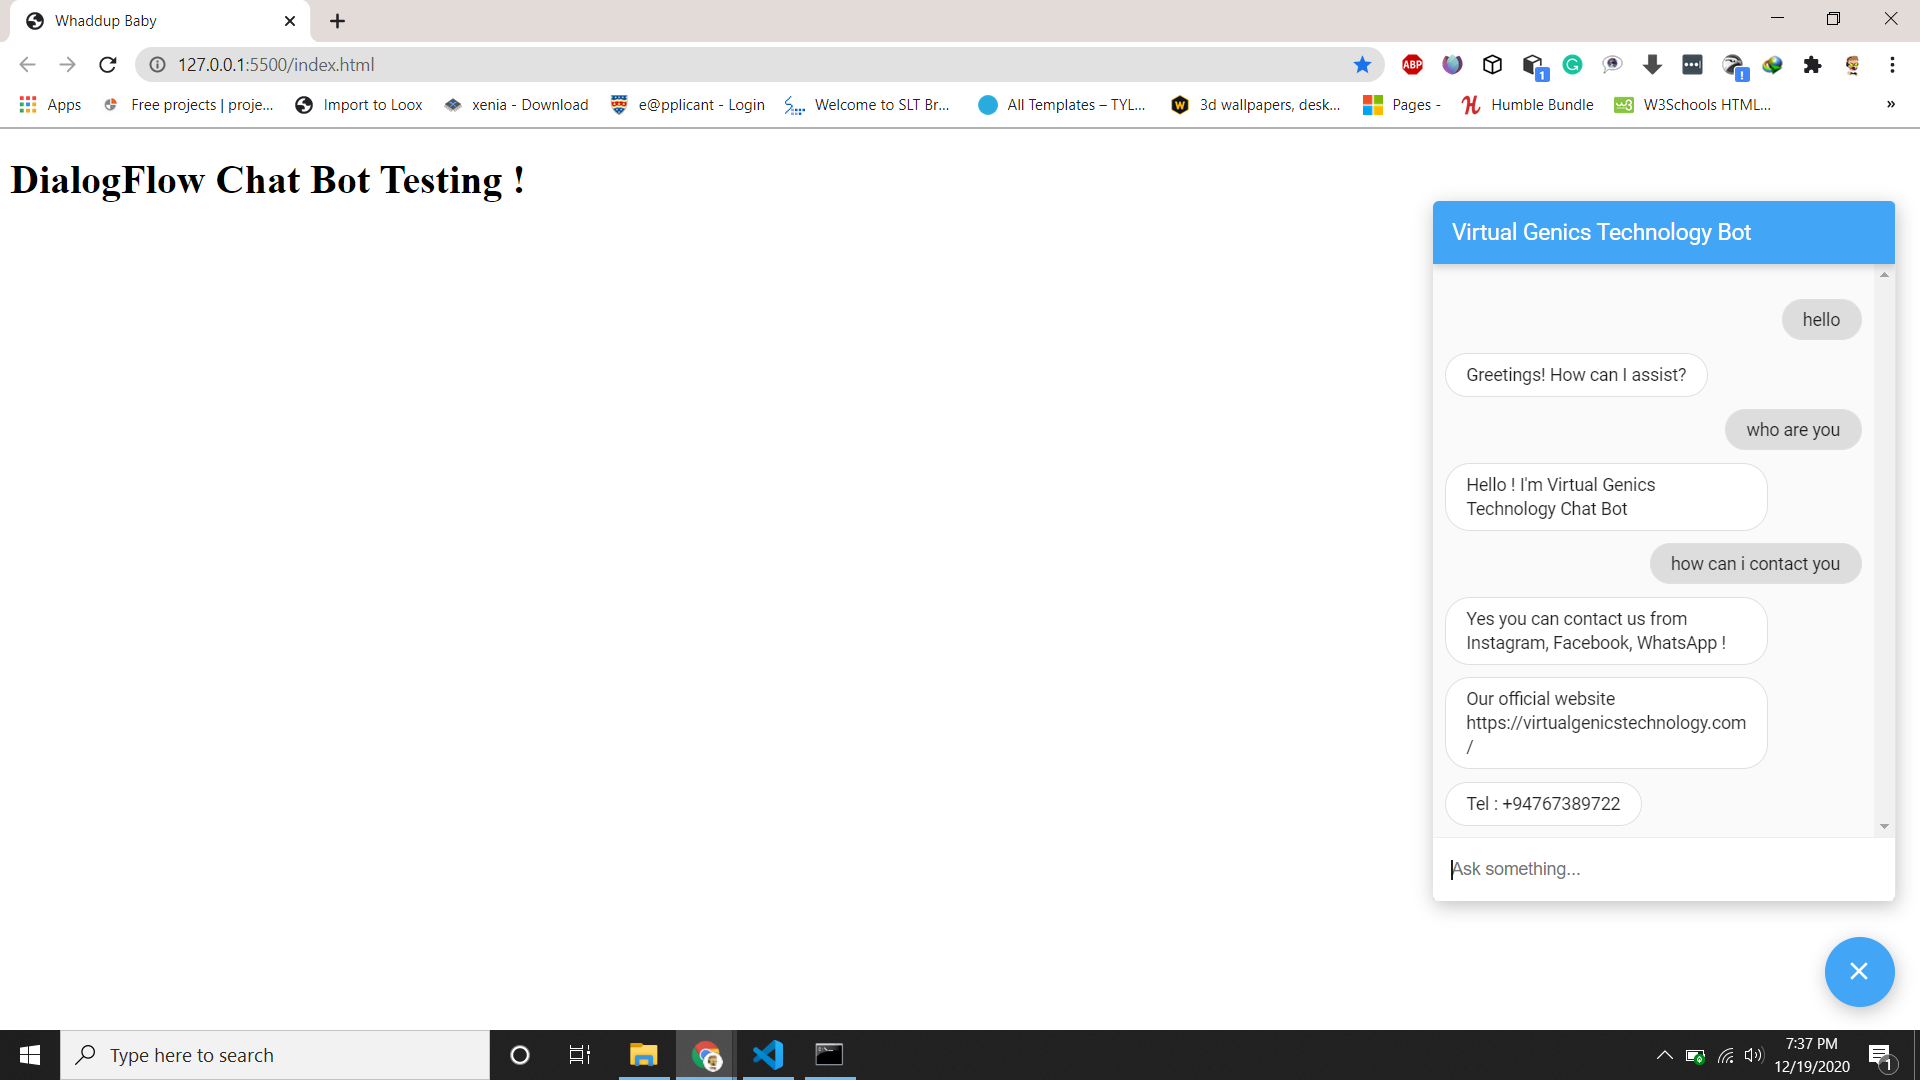 Whaddup Baby
127.0.0.1:5500/index.html
ABP
1
!
Apps
Free projects | proje...
Import to Loox
xenia - Download
e@pplicant - Login
Welcome to SLT Br...
All Templates – TYL...
3d wallpapers, desk...
Pages -
Humble Bundle
W3Schools HTML...
»
DialogFlow Chat Bot Testing !
Virtual Genics Technology Bot
hello
Greetings! How can I assist?
who are you
Hello ! I'm Virtual Genics
Technology Chat Bot
how can i contact you
Yes you can contact us from
Instagram, Facebook, WhatsApp !
Our official website
https://virtualgenicstechnology.com
/
Tel : +94767389722
Ask something...
Type here to search
7:37 PM
12/19/2020
1